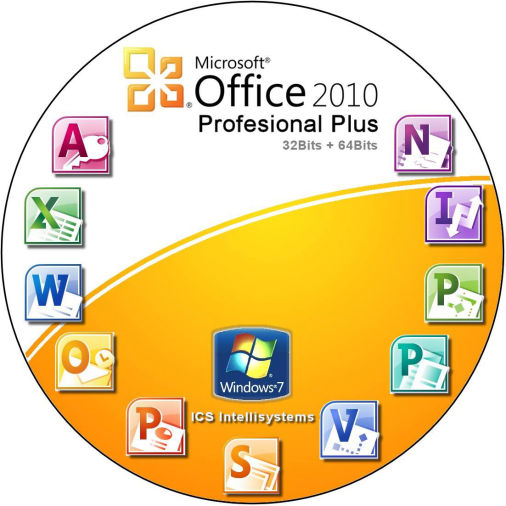 Microsoft®
Office 2010
Profesional Plus
32Bits + 64Bits
A
N
X
I
W
P
O
P
Windows®7
ICS Intellisystems
P
V
S